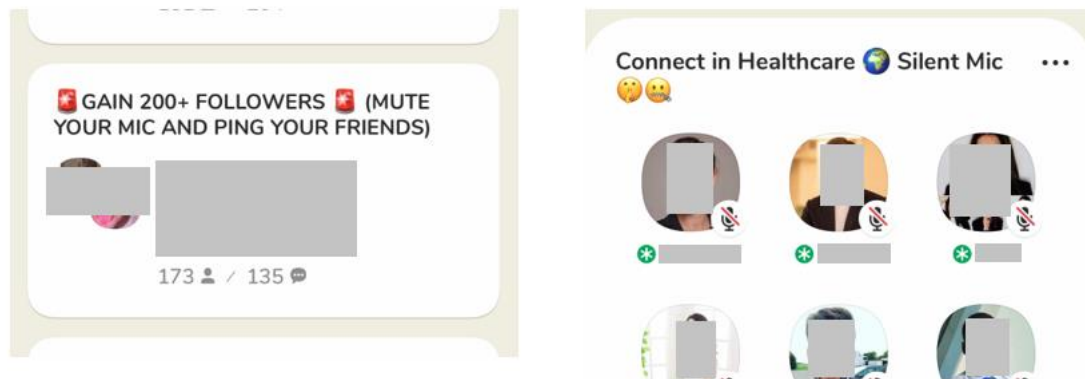 🚨GAIN 200+ FOLLOWERS 🚨 (MUTE
YOUR MIC AND PING YOUR FRIENDS)
173 / 135
Connect in Healthcare 🌍 Silent Mic
🤫🤐